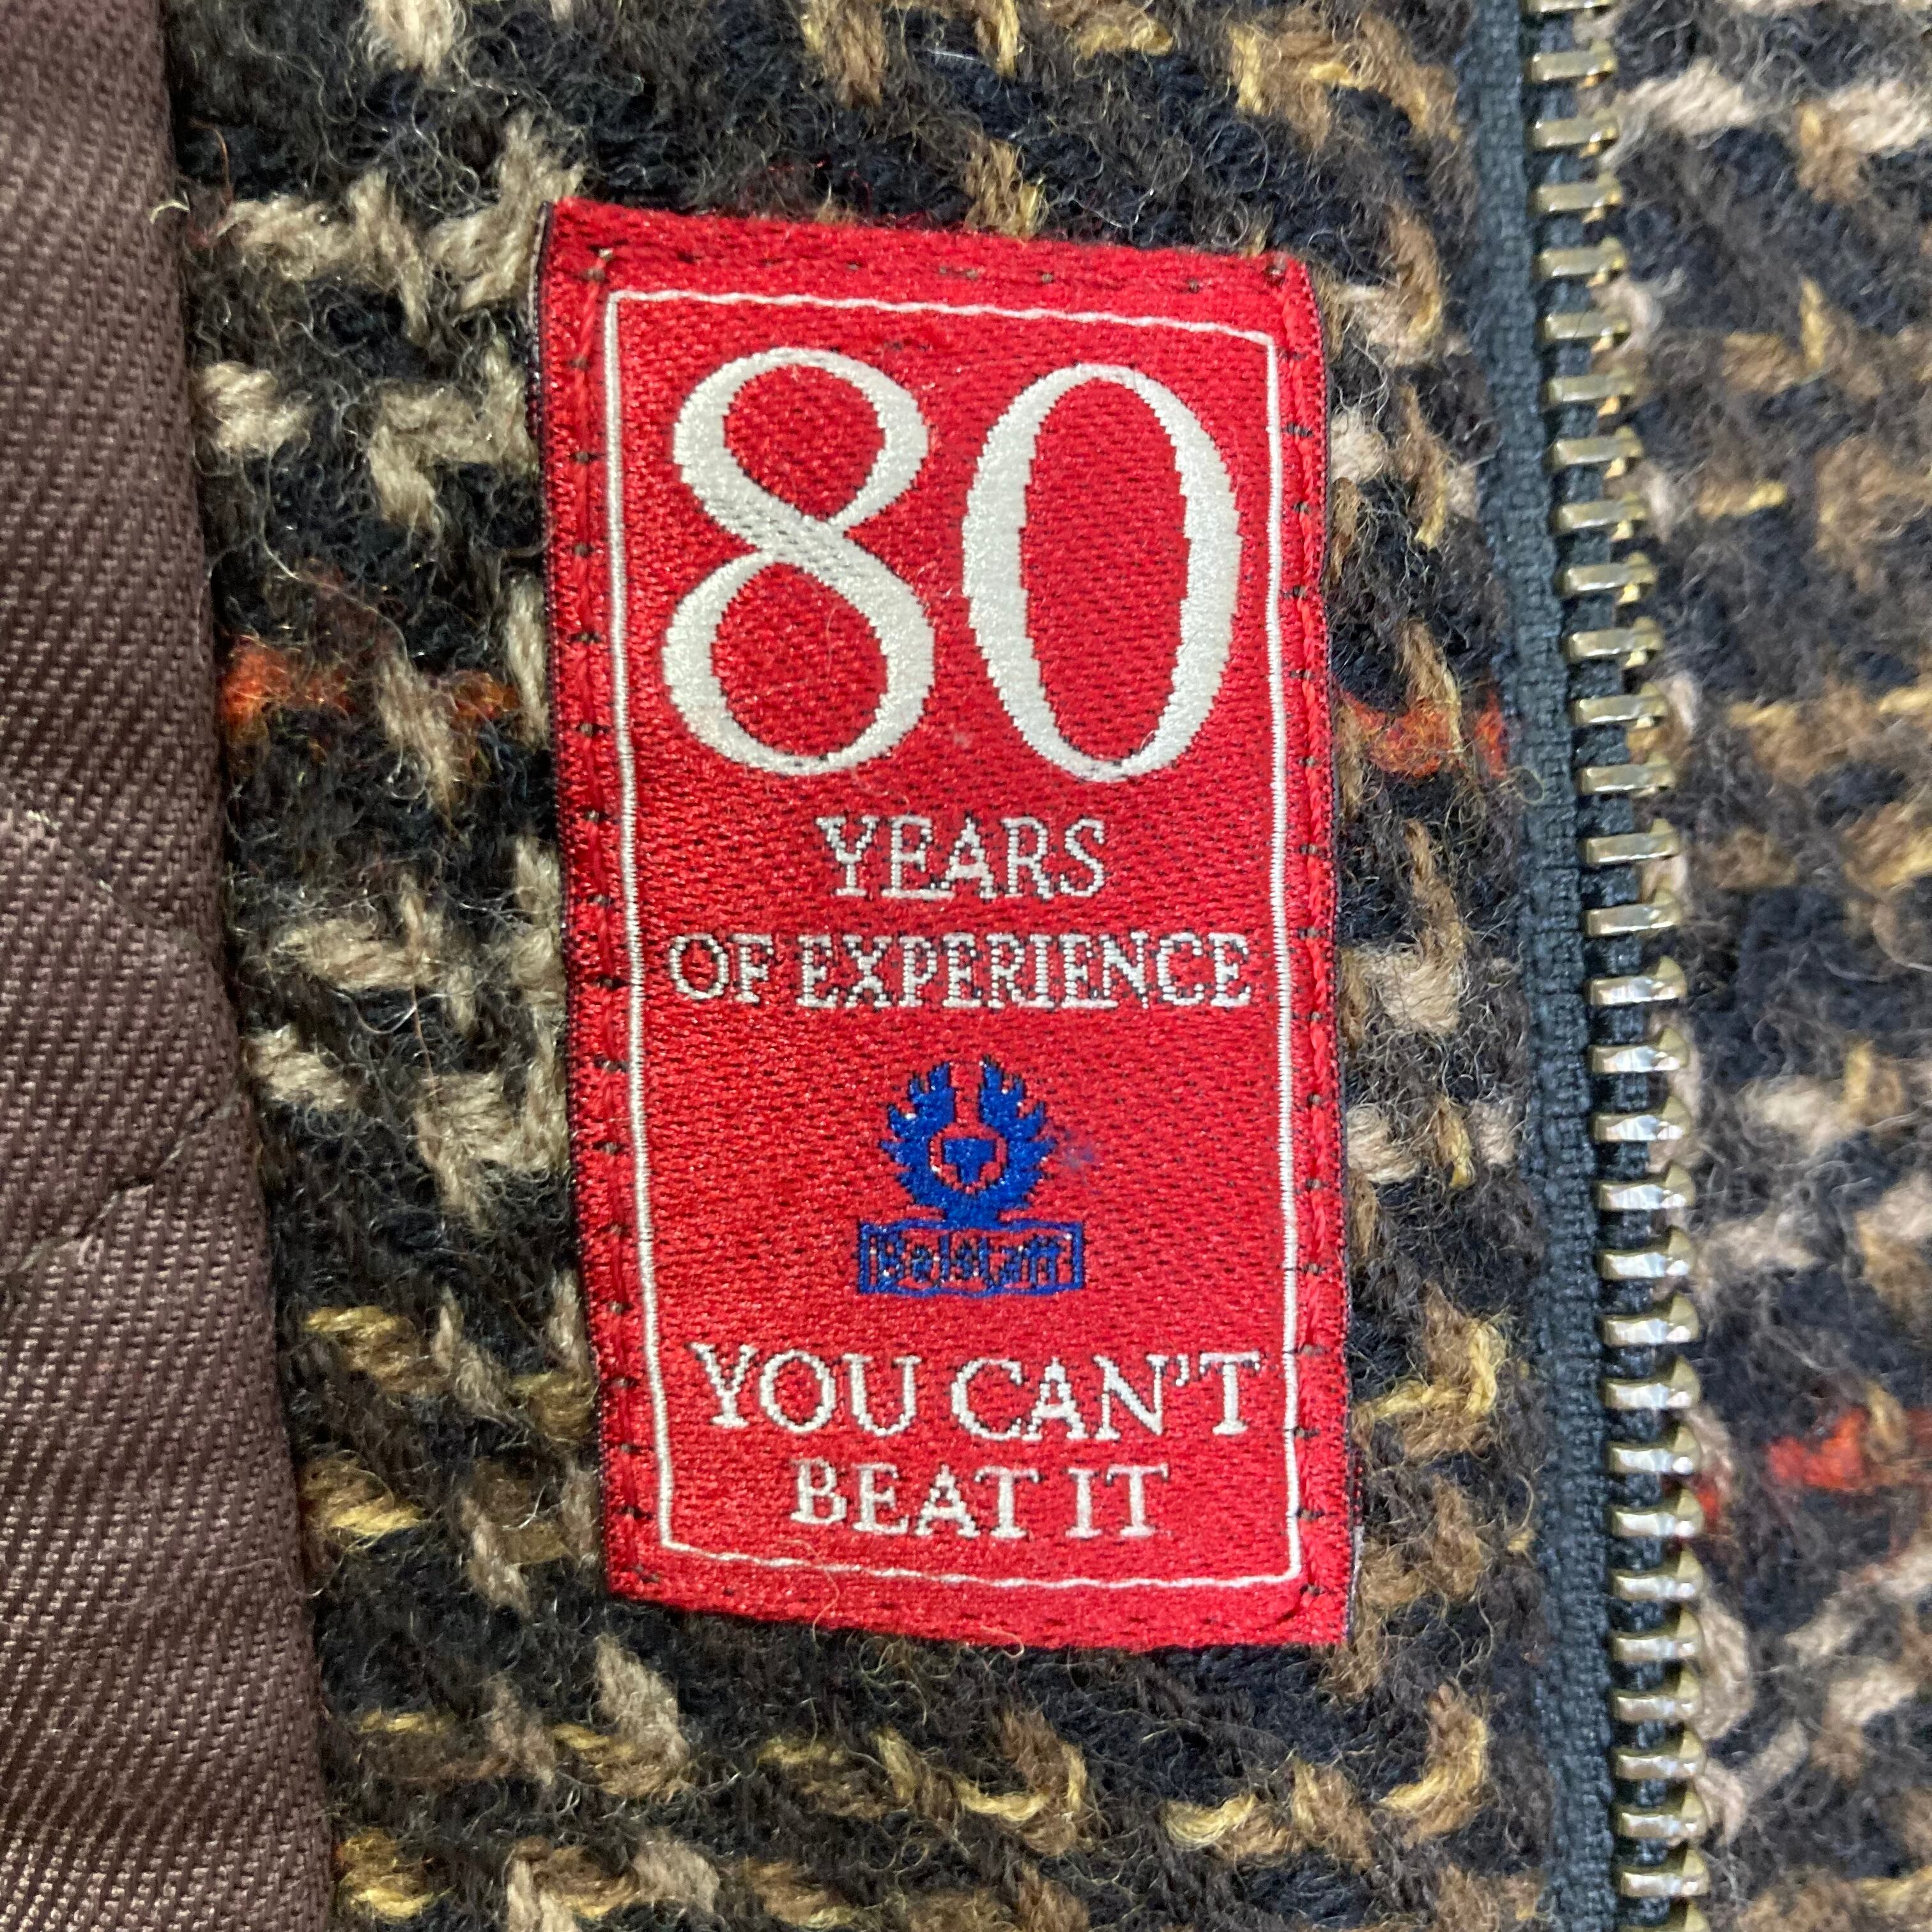 80
YEARS
OF EXPERIENCE
Belstaff
YOU CAN'T
BEAT IT